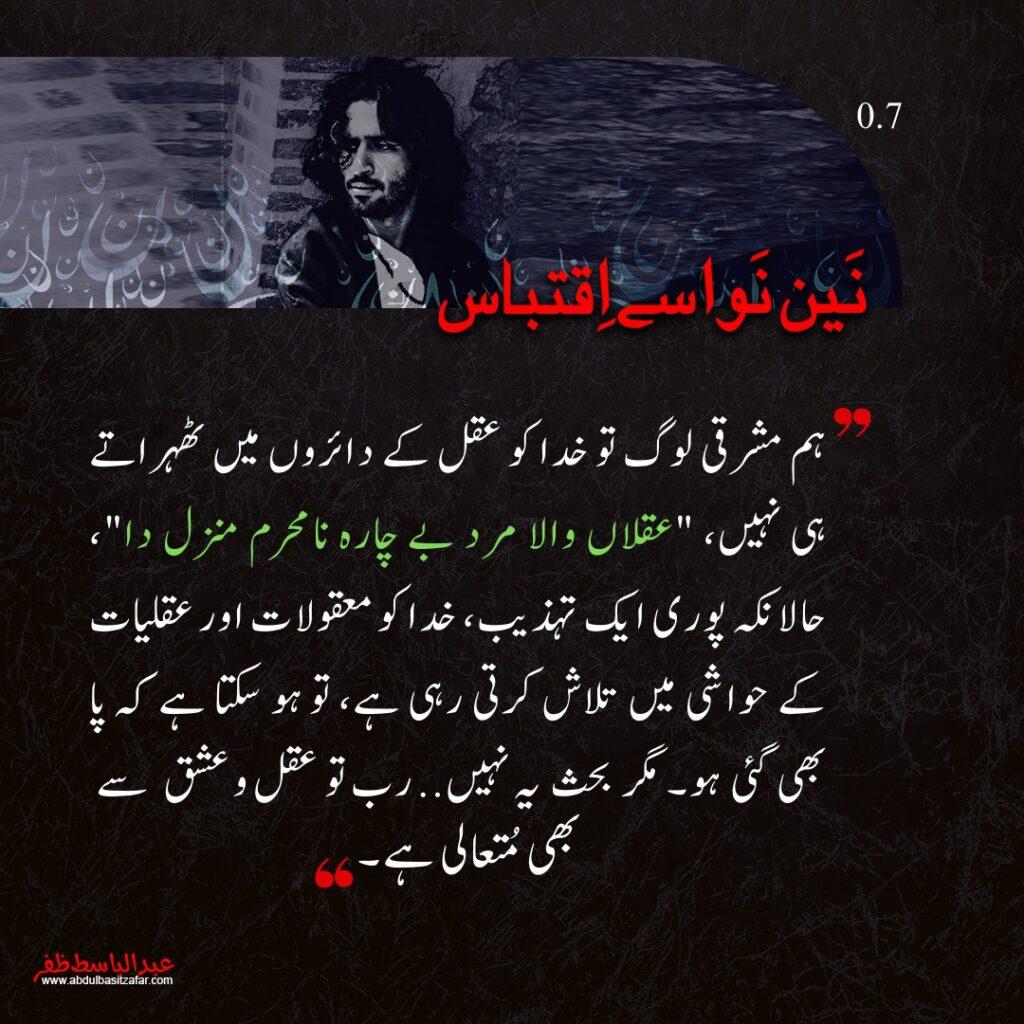 0.7
نَین نَوا سے اِقتباس
ہم مشرقی لوگ تو خدا کو عقل کے دائروں میں ٹھہراتے
ہی نہیں، "عقلاں والا مرد بے چارہ نامحرم منزل دا"،
حالانکہ پوری ایک تہذیب، خدا کو معقولات اور عقلیات
کے حواشی میں تلاش کرتی رہی ہے، تو ہو سکتا ہے کہ پا
بھی گئی ہو۔ مگر بحث یہ نہیں.. رب تو عقل و عشق سے
بھی مُتعالی ہے۔
عبدالباسط ظفر
www.abdulbasitzafar.com